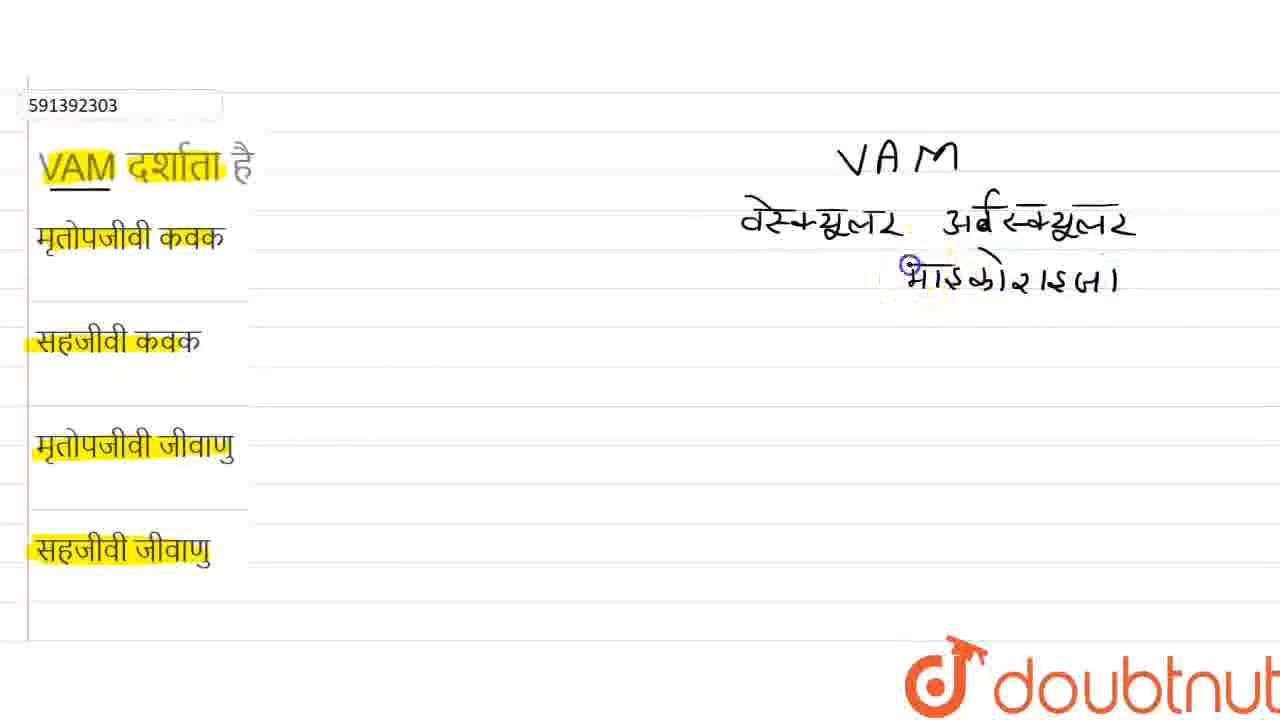 591392303
VAM दर्शाता है
मृतोपजीवी कवक
सहजीवी कवक
मृतोपजीवी जीवाणु
सहजीवी जीवाणु
VAM
वेस्क्यूलर अर्बस्क्यूलर
माइकोराइजा
doubtnut